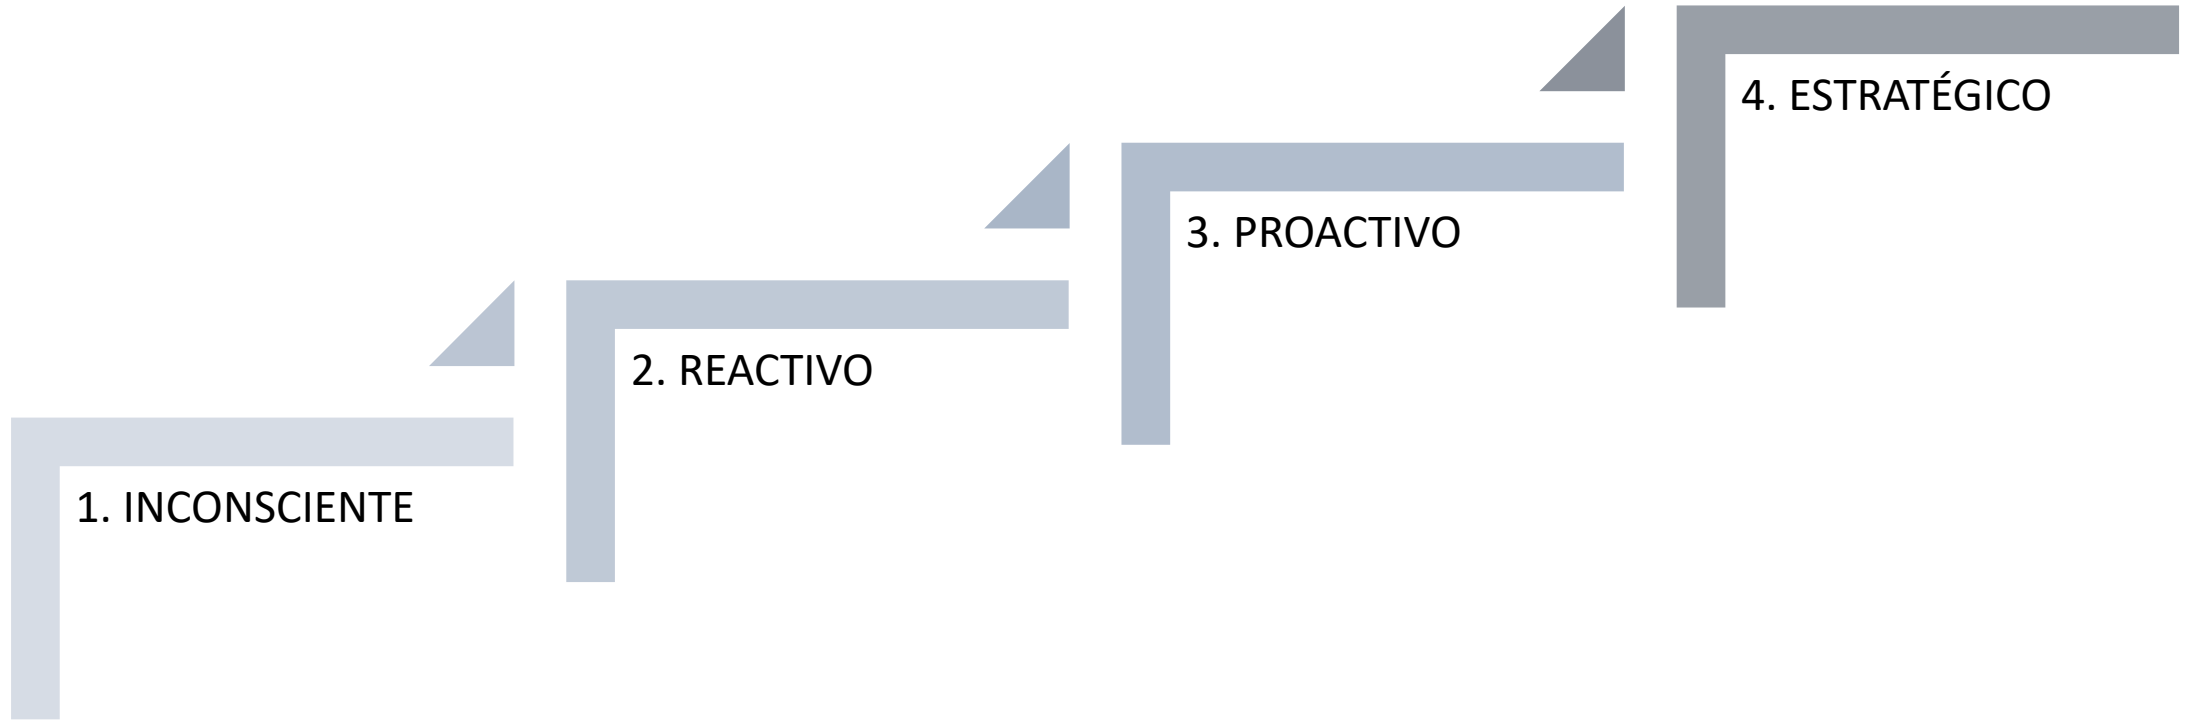 4. ESTRATÉGICO
3. PROACTIVO
2. REACTIVO
1. INCONSCIENTE